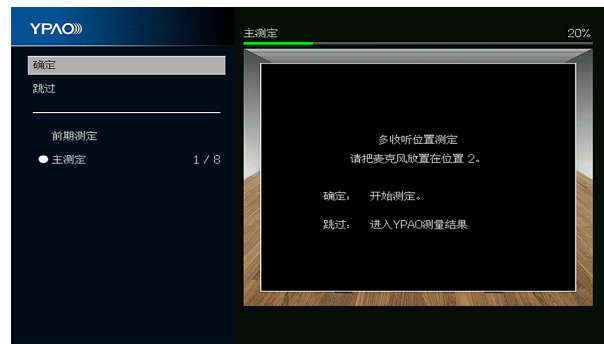 YPAO
主测定 20%
确定
跳过
前期测定
主测定 1/8
多收听位置测定
请把麦克风放置在位置 2。
确定: 开始测定。
跳过: 进入YPAO测量结果